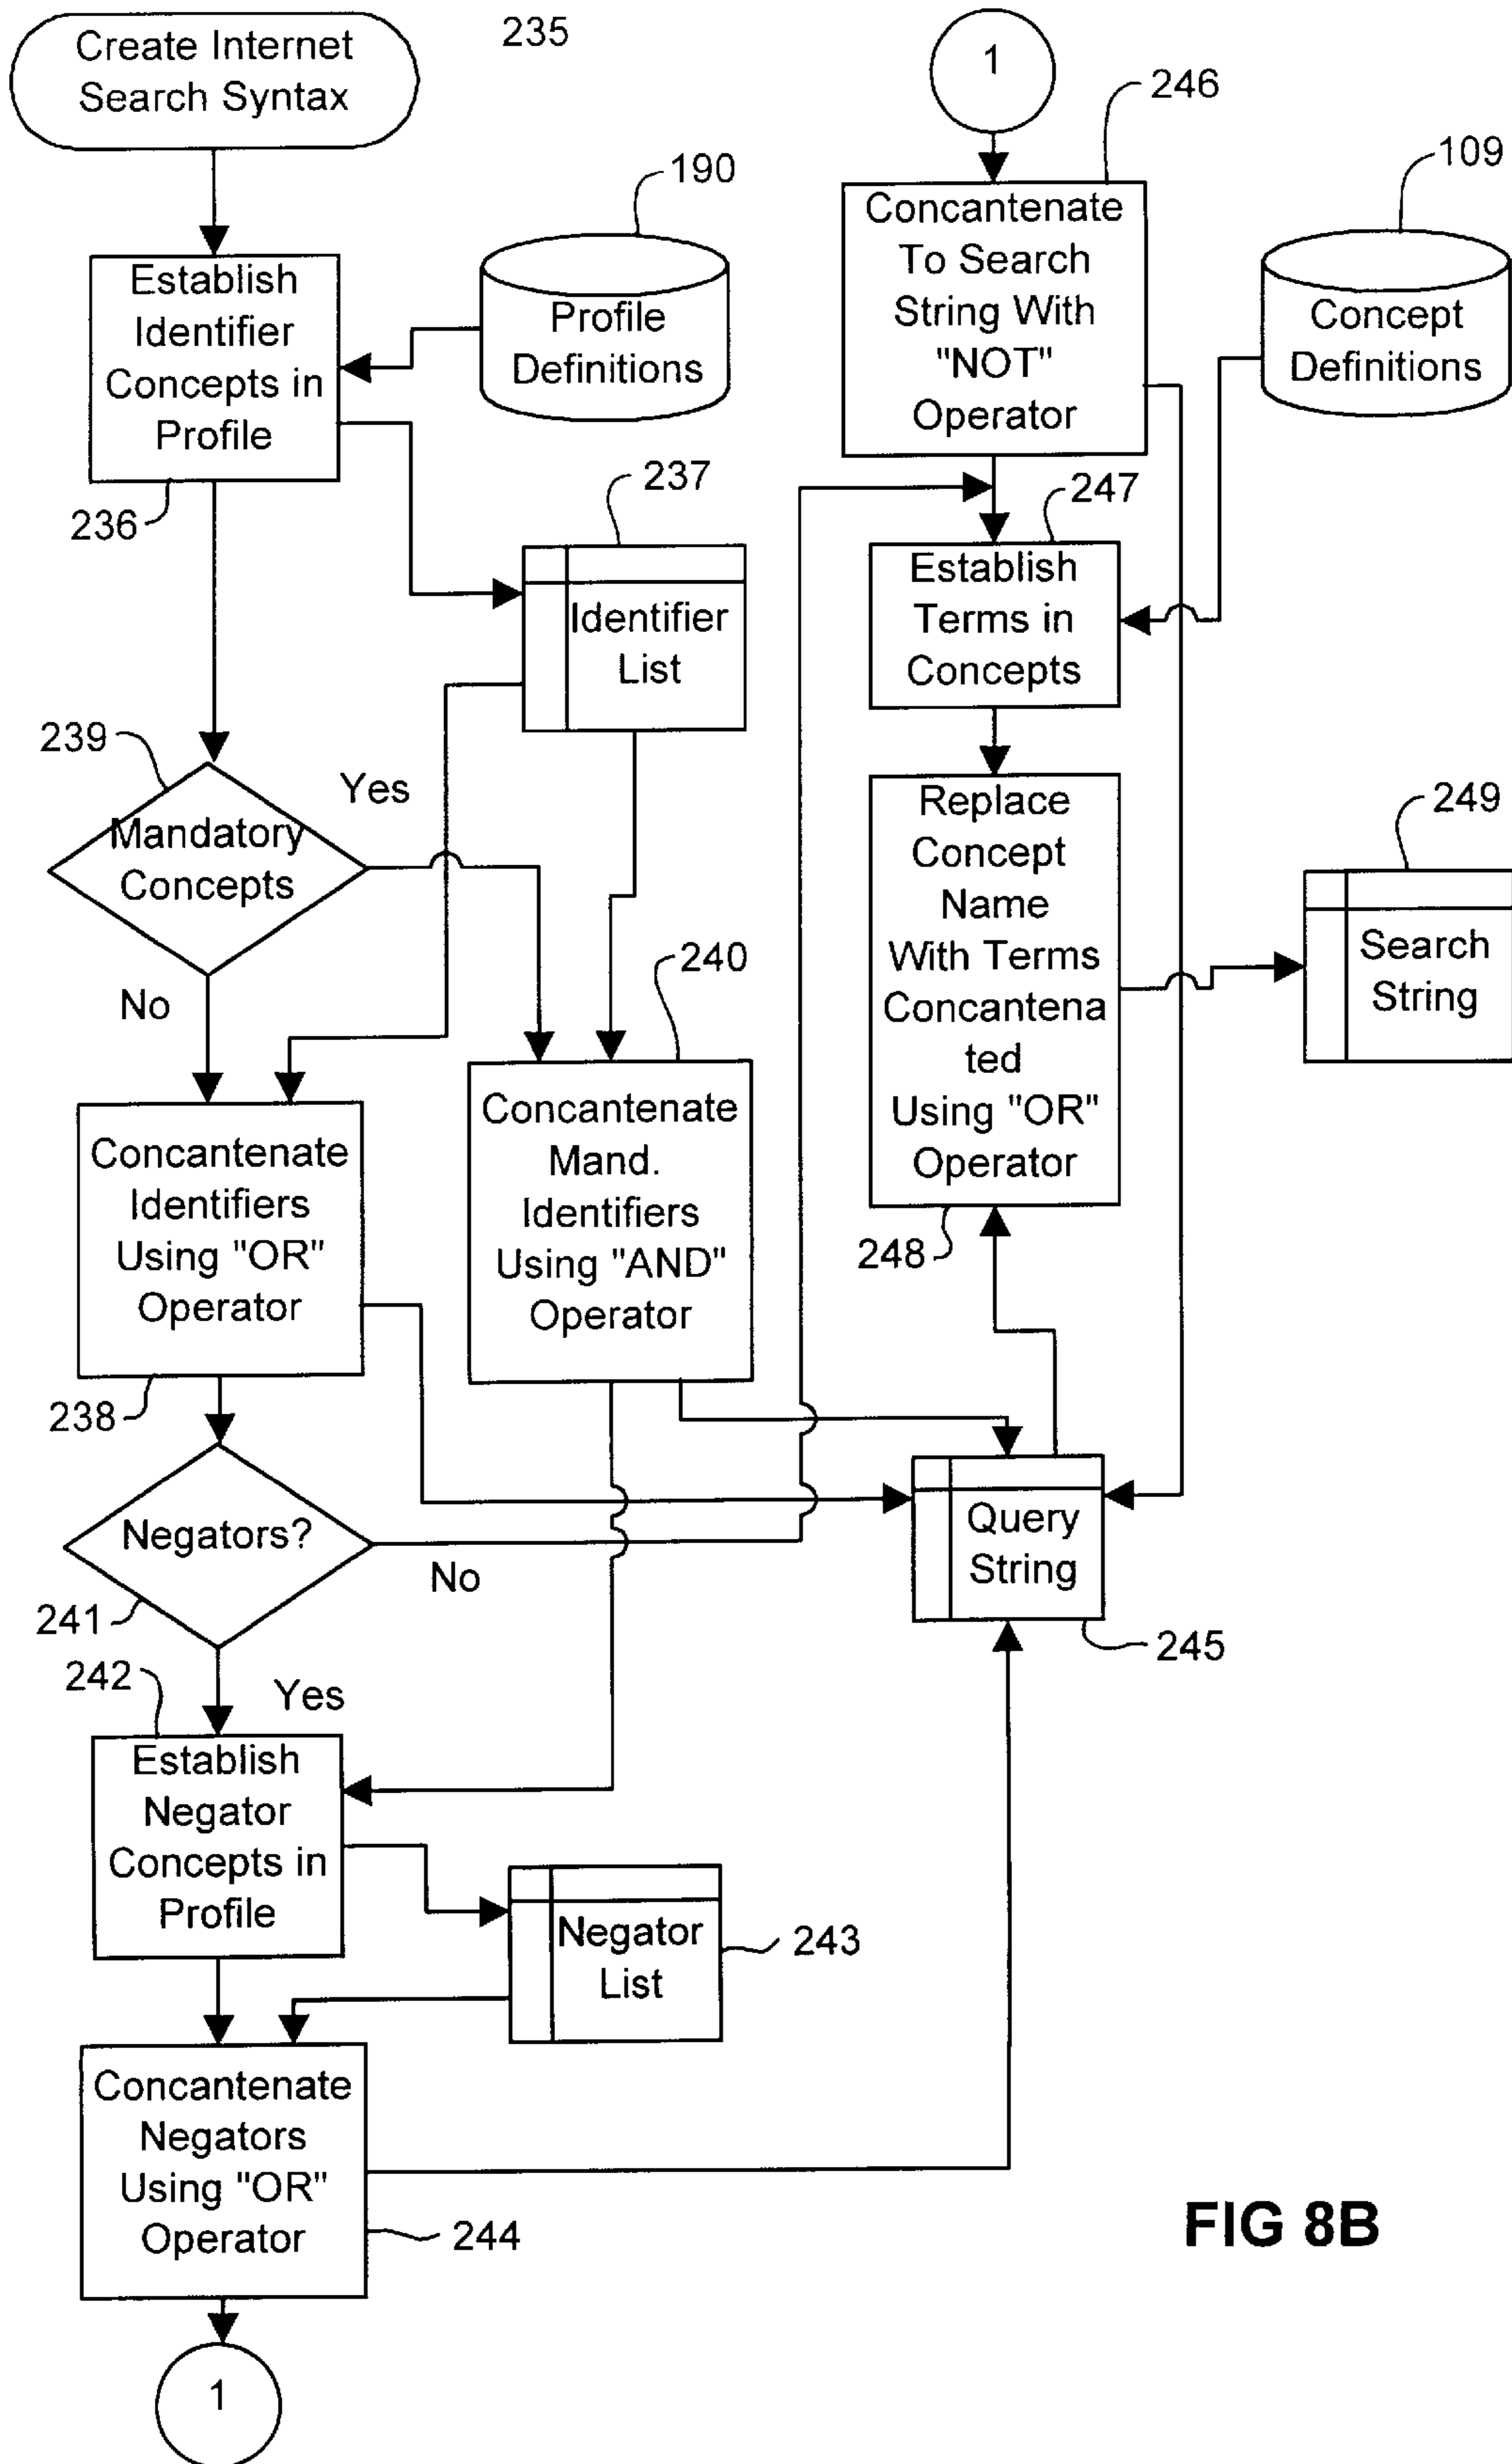 Create Internet
Search Syntax
235
190
Establish
Identifier
Concepts in
Profile
Profile
Definitions
236
237
Identifier
List
239
Yes
Mandatory
Concepts
No
240
Concantenate
Identifiers
Using "OR"
Operator
Concantenate
Mand.
Identifiers
Using "AND"
Operator
238
Negators?
No
241
242
Yes
Establish
Negator
Concepts in
Profile
Negator
List
243
Concantenate
Negators
Using "OR"
Operator
244
1
1
246
109
Concantenate
To Search
String With
"NOT"
Operator
Concept
Definitions
247
Establish
Terms in
Concepts
Replace
Concept
Name
With Terms
Concantena
ted
Using "OR"
Operator
249
Search
String
248
Query
String
245
FIG 8B